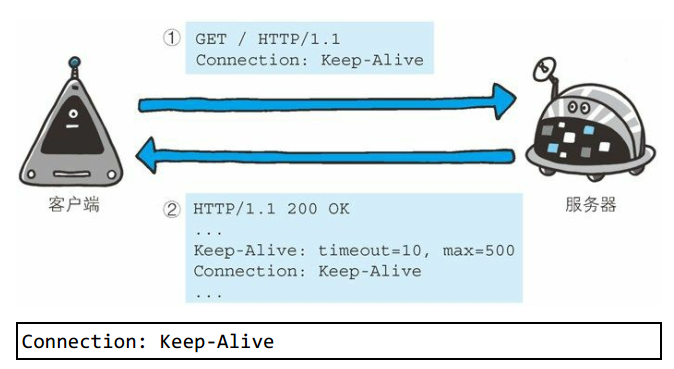 ① GET / HTTP/1.1
Connection: Keep-Alive
客户端
服务器
② HTTP/1.1 200 OK
...
Keep-Alive: timeout=10, max=500
Connection: Keep-Alive
...
Connection: Keep-Alive